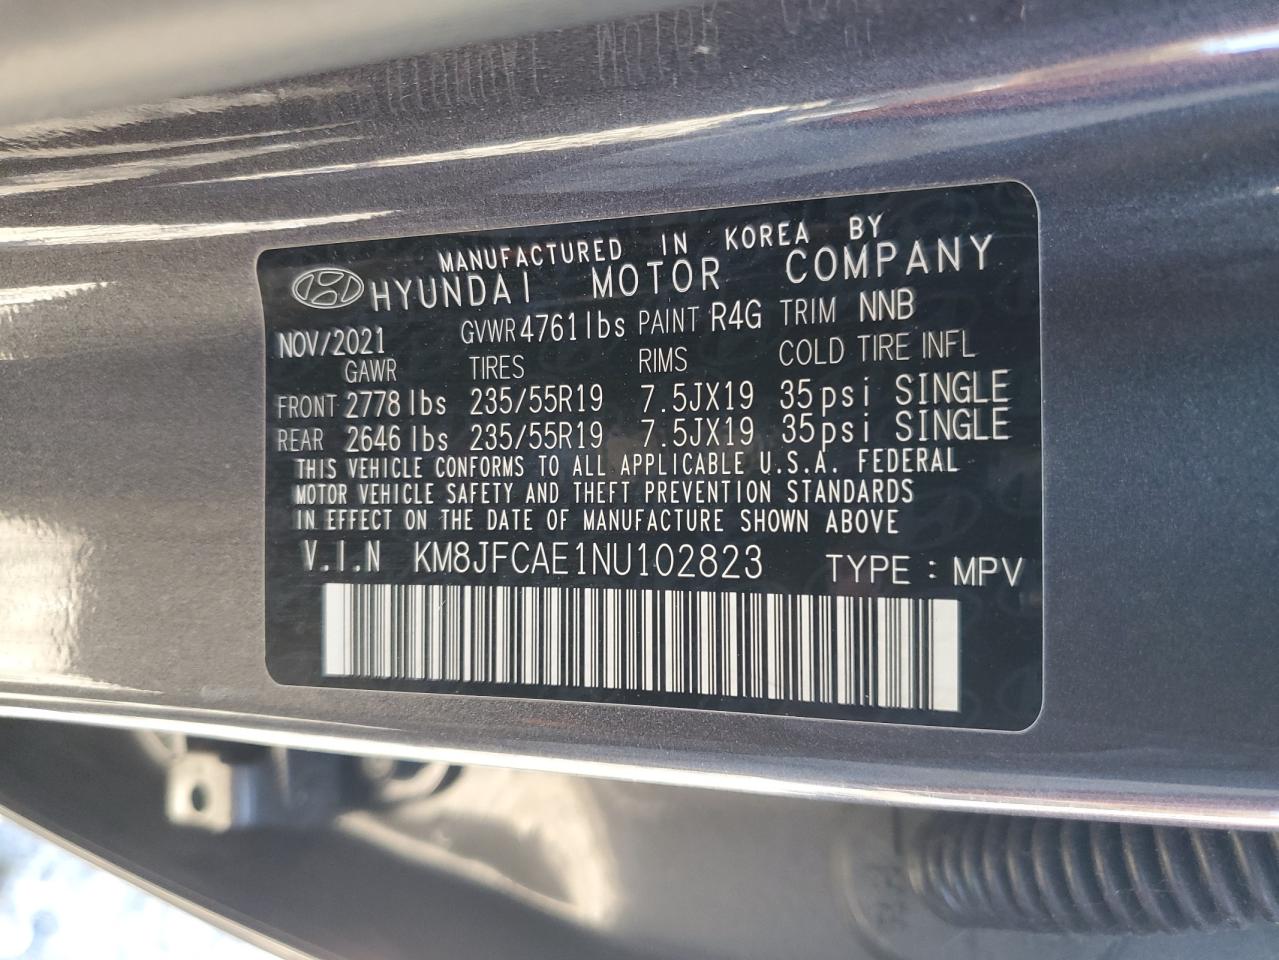 MANUFACTURED IN KOREA BY
HYUNDAI MOTOR COMPANY
NOV/2021 GVWR 4761lbs PAINT R4G TRIM NNB
GAWR TIRES RIMS COLD TIRE INFL
FRONT 2778 lbs 235/55R19 7.5JX19 35psi SINGLE
REAR 2646 lbs 235/55R19 7.5JX19 35psi SINGLE
THIS VEHICLE CONFORMS TO ALL APPLICABLE U.S.A. FEDERAL
MOTOR VEHICLE SAFETY AND THEFT PREVENTION STANDARDS
IN EFFECT ON THE DATE OF MANUFACTURE SHOWN ABOVE
V.I.N KM8JFCAE1NU102823 TYPE : MPV